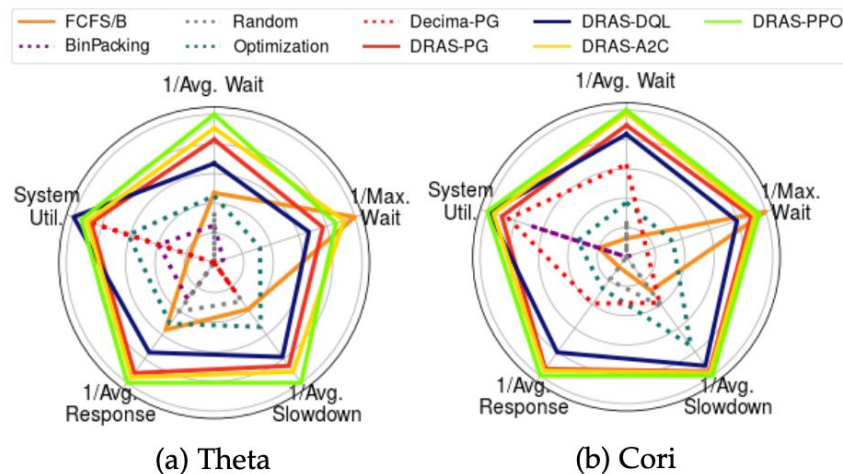 FCFS/B Random Decima-PG DRAS-DQL DRAS-PPO
BinPacking Optimization DRAS-PG DRAS-A2C
1/Avg. Wait 1/Avg. Wait
System 1/Max. System 1/Max.
Util. Wait Util. Wait
1/Avg. 1/Avg. 1/Avg. 1/Avg.
Response Slowdown Response Slowdown
(a) Theta (b) Cori